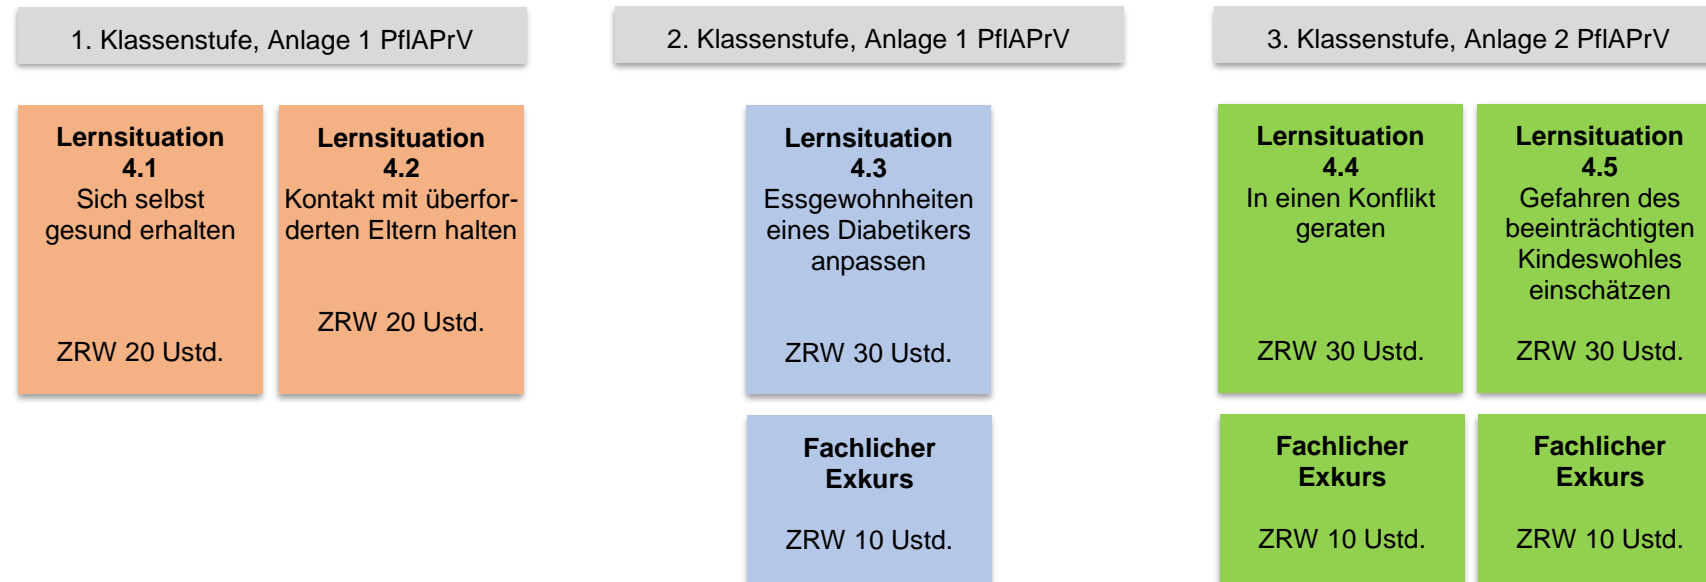 1. Klassenstufe, Anlage 1 PflAPrV
2. Klassenstufe, Anlage 1 PflAPrV
3. Klassenstufe, Anlage 2 PflAPrV
Lernsituation
4.1
Sich selbst
gesund erhalten
ZRW 20 Ustd.
Lernsituation
4.2
Kontakt mit überfor-
derten Eltern halten
ZRW 20 Ustd.
Lernsituation
4.3
Essgewohnheiten
eines Diabetikers
anpassen
ZRW 30 Ustd.
Lernsituation
4.4
In einen Konflikt
geraten
ZRW 30 Ustd.
Lernsituation
4.5
Gefahren des
beeinträchtigten
Kindeswohles
einschätzen
ZRW 30 Ustd.
Fachlicher
Exkurs
ZRW 10 Ustd.
Fachlicher
Exkurs
ZRW 10 Ustd.
Fachlicher
Exkurs
ZRW 10 Ustd.